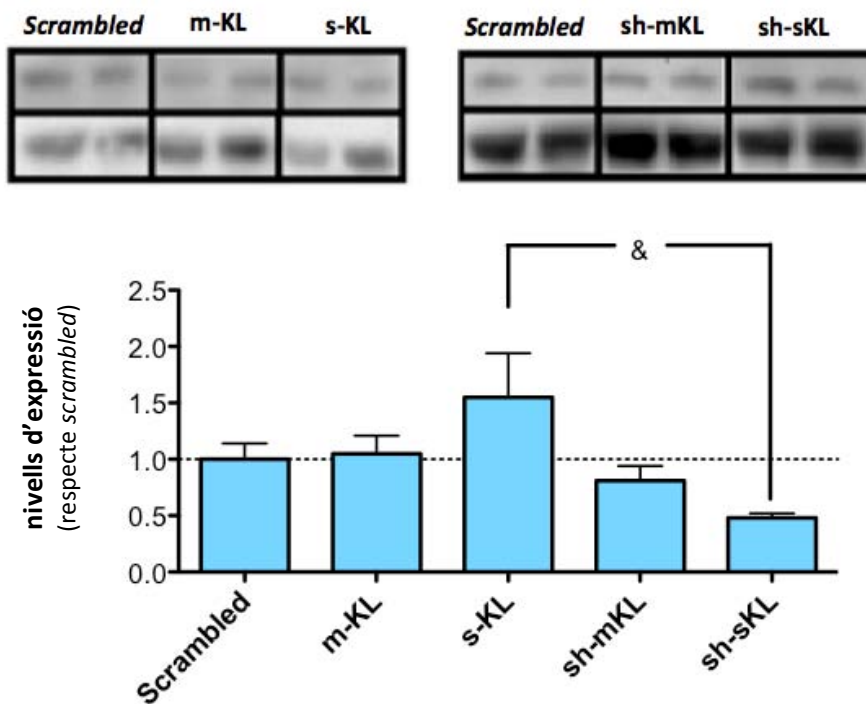 Scrambled m-KL s-KL
Scrambled sh-mKL sh-sKL
&
nivells d'expressió
(respecte scrambled)
2.5
2.0
1.5
1.0
0.5
0.0
Scrambled
m-KL
s-KL
sh-mKL
sh-sKL